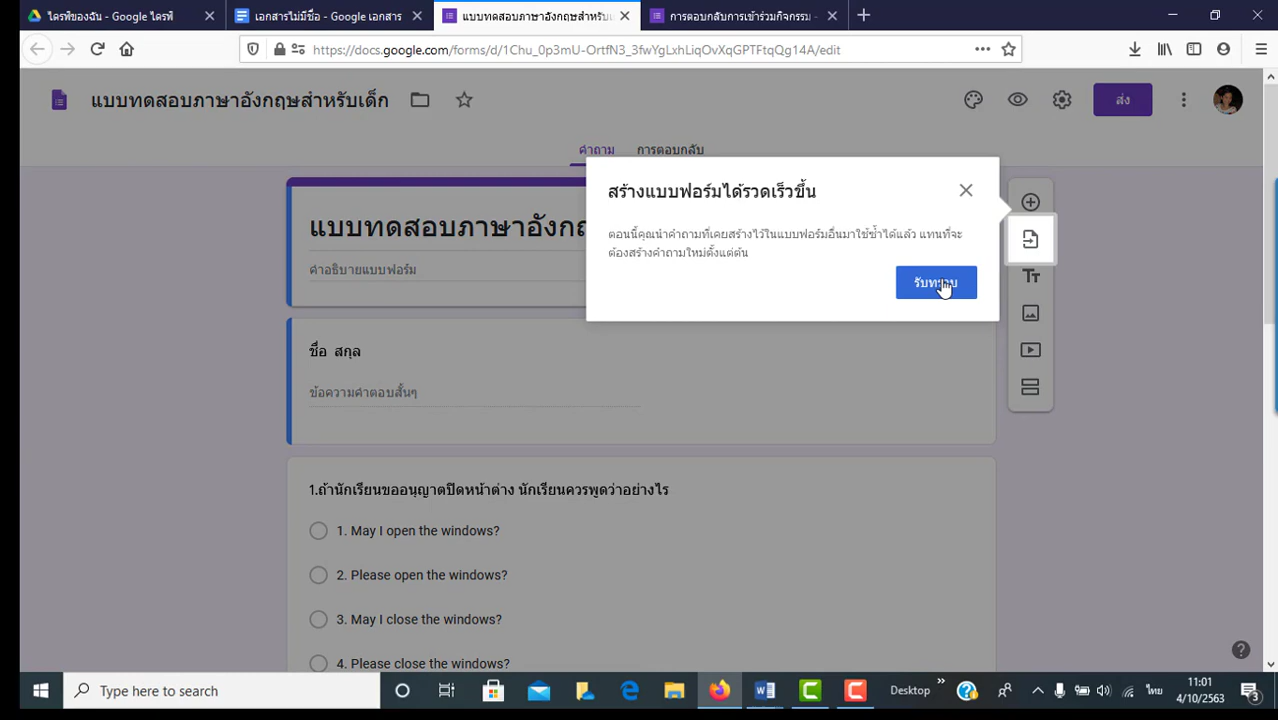 ไดรฟ์ของฉัน - Google ไดรฟ์
เอกสารไม่มีชื่อ - Google เอกสาร
แบบทดสอบภาษาอังกฤษสำหรับเ
การตอบกลับการเข้าร่วมกิจกรรม -
https://docs.google.com/forms/d/1Chu_0p3mU-OrtfN3_3fwYgLxhLiqOvXqGPTFtqQg14A/edit
แบบทดสอบภาษาอังกฤษสำหรับเด็ก
ส่ง
คำถาม การตอบกลับ
สร้างแบบฟอร์มได้รวดเร็วขึ้น
ตอนนี้คุณนำคำถามที่เคยสร้างไว้ในแบบฟอร์มอื่นมาใช้ซ้ำได้แล้ว แทนที่จะ
ต้องสร้างคำถามใหม่ตั้งแต่ต้น
รับทราบ
แบบทดสอบภาษาอังกฤ
คำอธิบายแบบฟอร์ม
Tт
ชื่อ สกุล
ข้อความคำตอบสั้นๆ
1.ถ้านักเรียนขออนุญาตปิดหน้าต่าง นักเรียนควรพูดว่าอย่างไร
1. May I open the windows?
2. Please open the windows?
3. May I close the windows?
4. Please close the windows?
Type here to search
Desktop
ไทย
11:01
4/10/2563
3